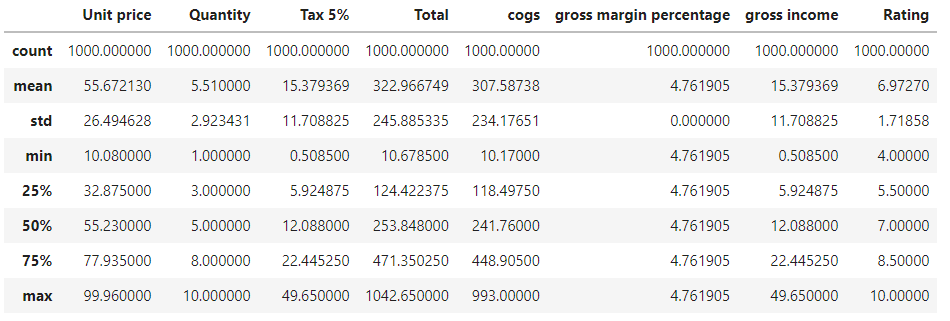 Unit price Quantity Tax 5% Total cogs gross margin percentage gross income Rating
count 1000.000000 1000.000000 1000.000000 1000.000000 1000.00000 1000.000000 1000.000000 1000.00000
mean 55.672130 5.510000 15.379369 322.966749 307.58738 4.761905 15.379369 6.97270
std 26.494628 2.923431 11.708825 245.885335 234.17651 0.000000 11.708825 1.71858
min 10.080000 1.000000 0.508500 10.678500 10.17000 4.761905 0.508500 4.00000
25% 32.875000 3.000000 5.924875 124.422375 118.49750 4.761905 5.924875 5.50000
50% 55.230000 5.000000 12.088000 253.848000 241.76000 4.761905 12.088000 7.00000
75% 77.935000 8.000000 22.445250 471.350250 448.90500 4.761905 22.445250 8.50000
max 99.960000 10.000000 49.650000 1042.650000 993.00000 4.761905 49.650000 10.00000